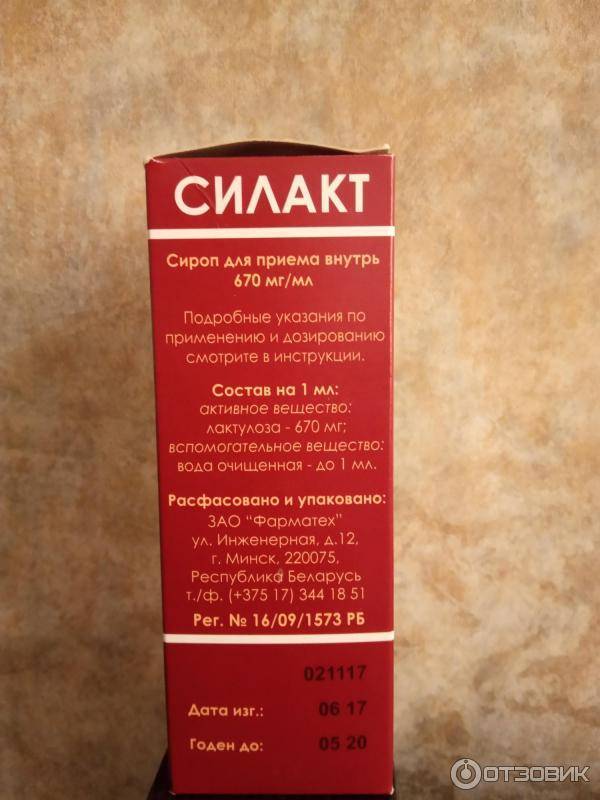 СИЛАКТ
Сироп для приема внутрь
670 мг/мл
Подробные указания по
применению и дозированию
смотрите в инструкции.
Состав на 1 мл:
активное вещество:
лактулоза - 670 мг;
вспомогательное вещество:
вода очищенная - до 1 мл.
Расфасовано и упаковано:
ЗАО "Фарматех"
ул. Инженерная, д.12,
г. Минск, 220075,
Республика Беларусь
т./ф. (+375 17) 344 18 51
Рег. № 16/09/1573 РБ
021117
Дата изг.: 06 17
Годен до: 05 20
ОТЗОВИК